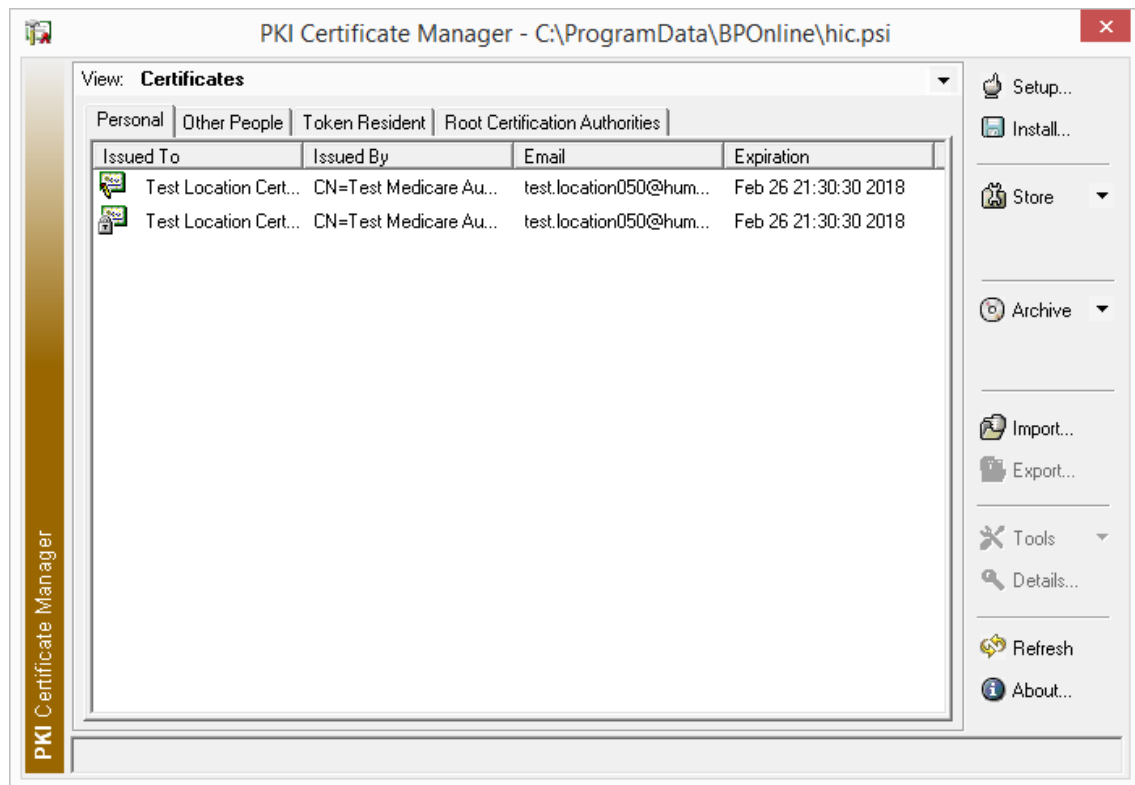 PKI Certificate Manager - C:\ProgramData\BPOnline\hic.psi
View: Certificates
Personal Other People Token Resident Root Certification Authorities
Issued To Issued By Email Expiration
Test Location Cert... CN=Test Medicare Au... test.location050@hum... Feb 26 21:30:30 2018
Test Location Cert... CN=Test Medicare Au... test.location050@hum... Feb 26 21:30:30 2018
Setup...
Install...
Store
Archive
Import...
Export...
Tools
Details...
Refresh
About...
PKI Certificate Manager